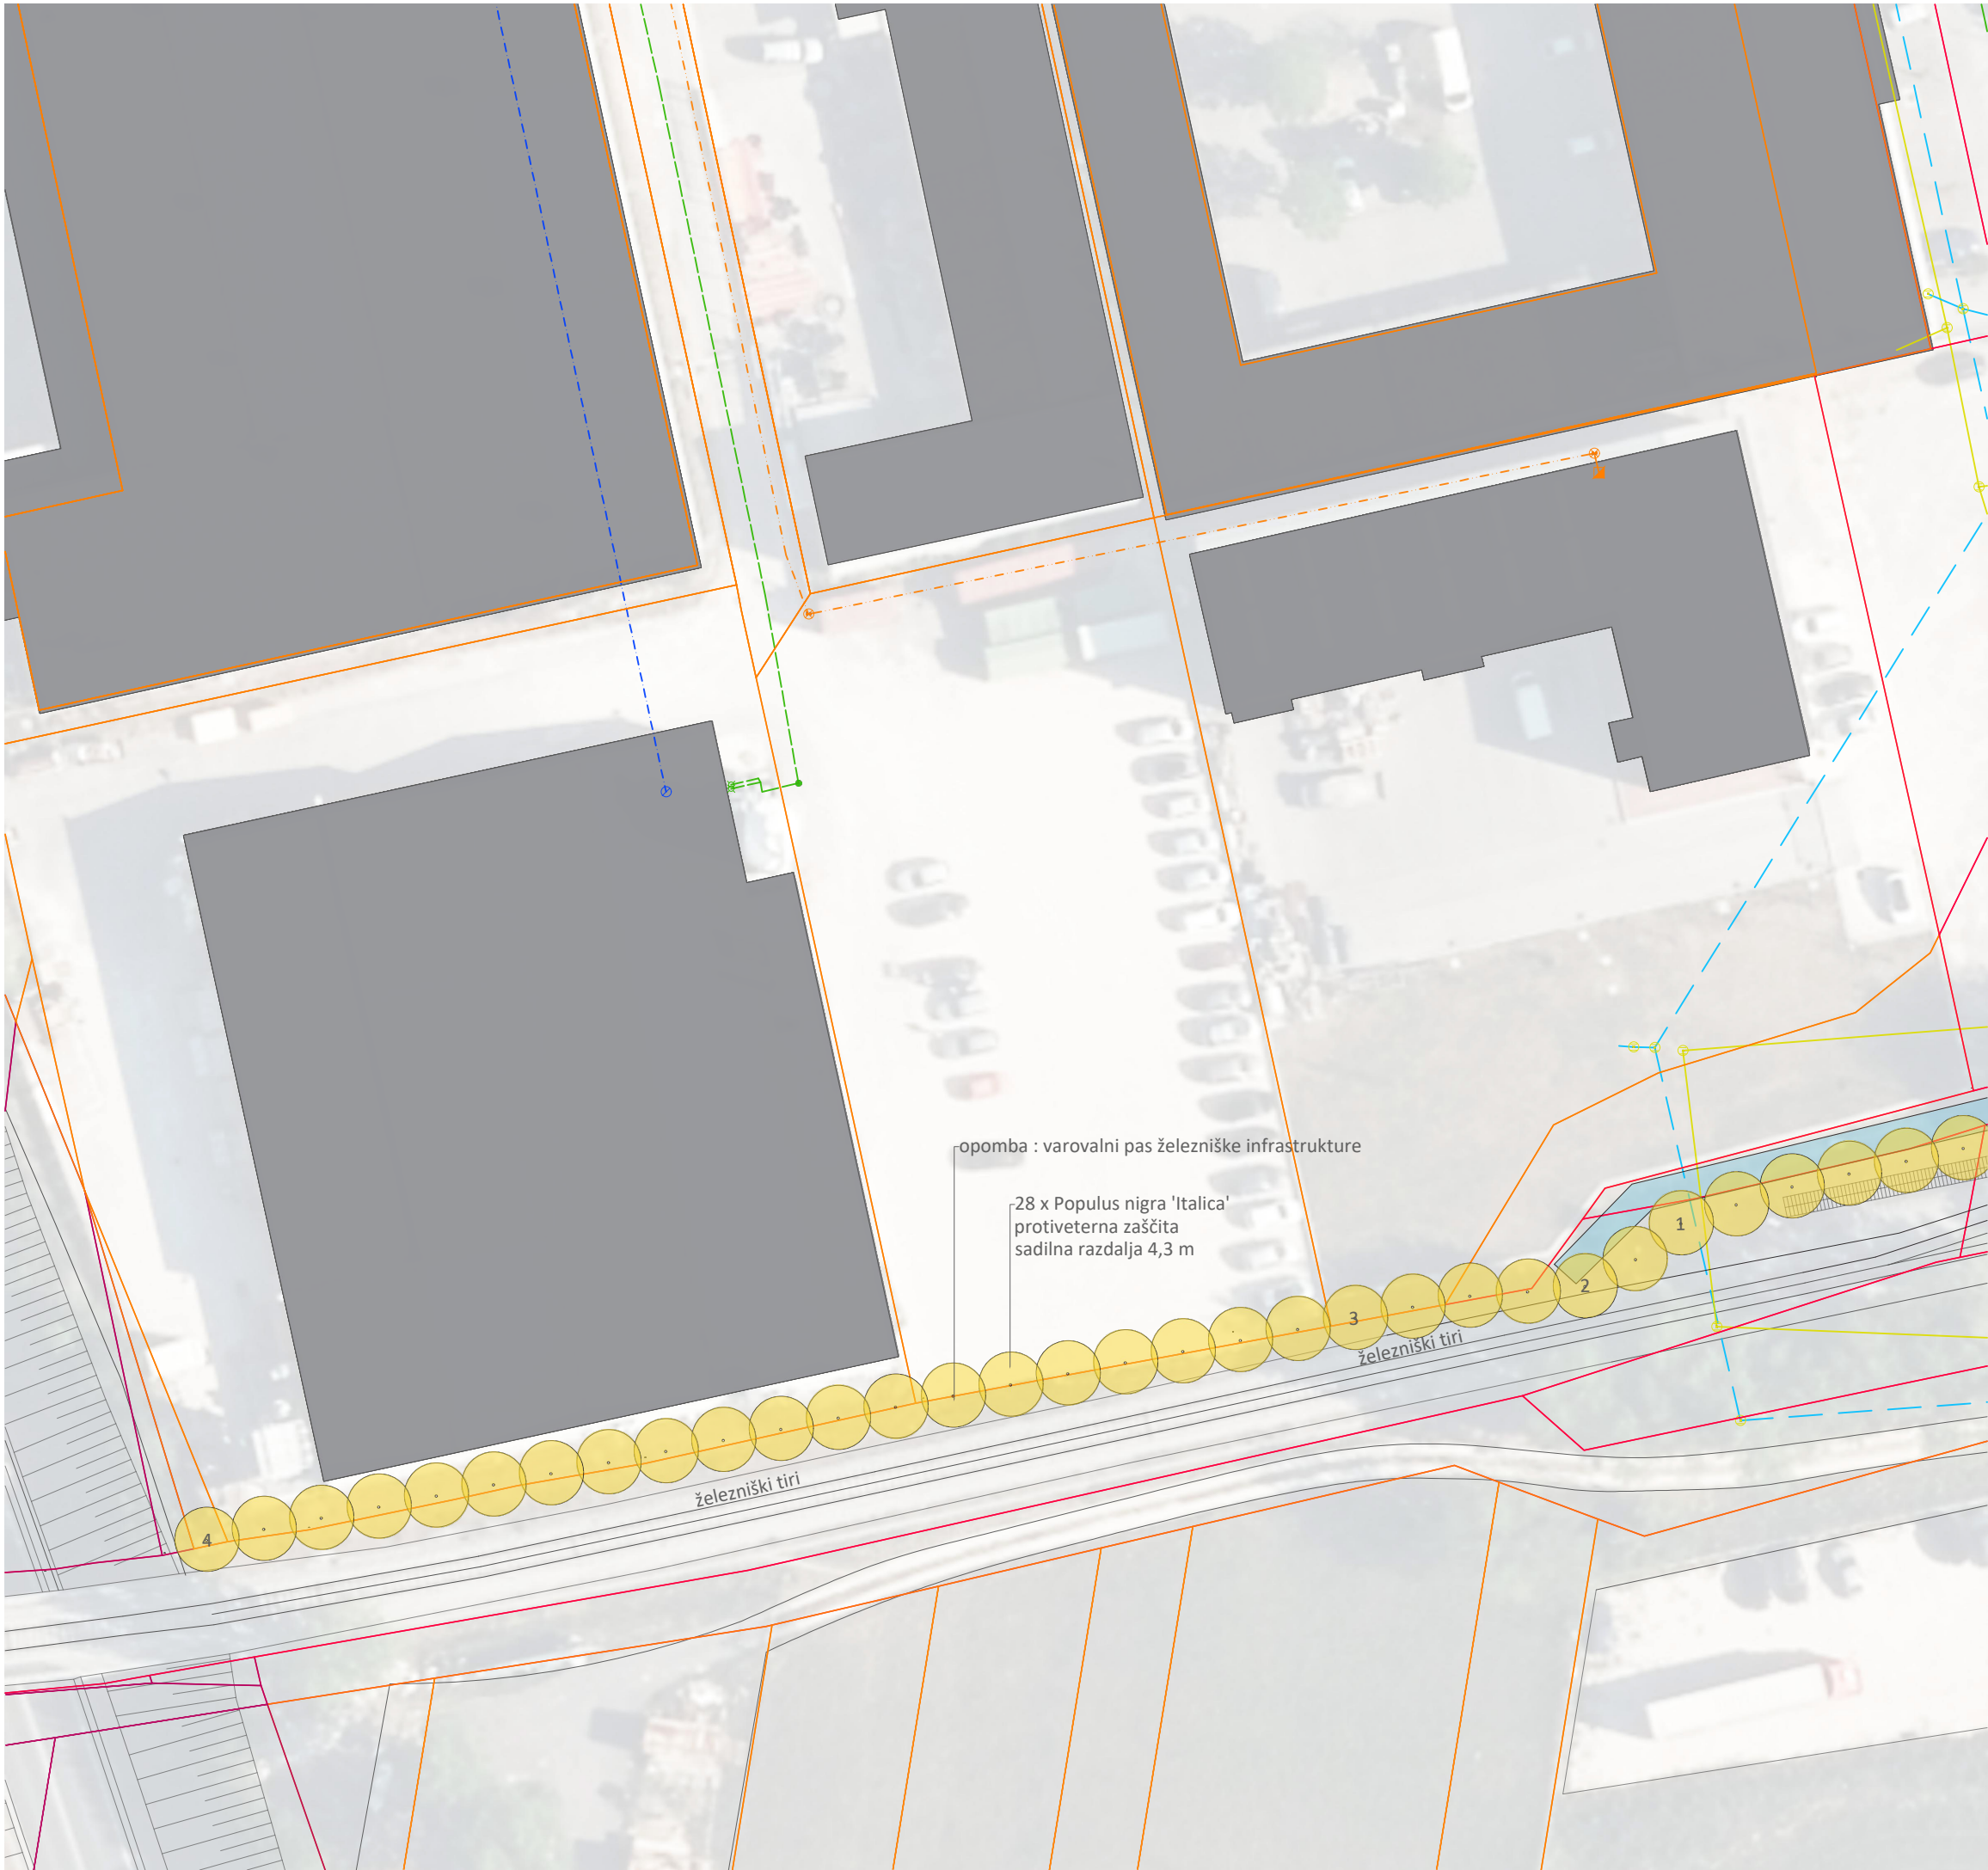 opomba : varovalni pas železniške infrastrukture
28 x Populus nigra 'Italica'
protiveterna zaščita
sadilna razdalja 4,3 m
1
2
3
železniški tiri
železniški tiri
4